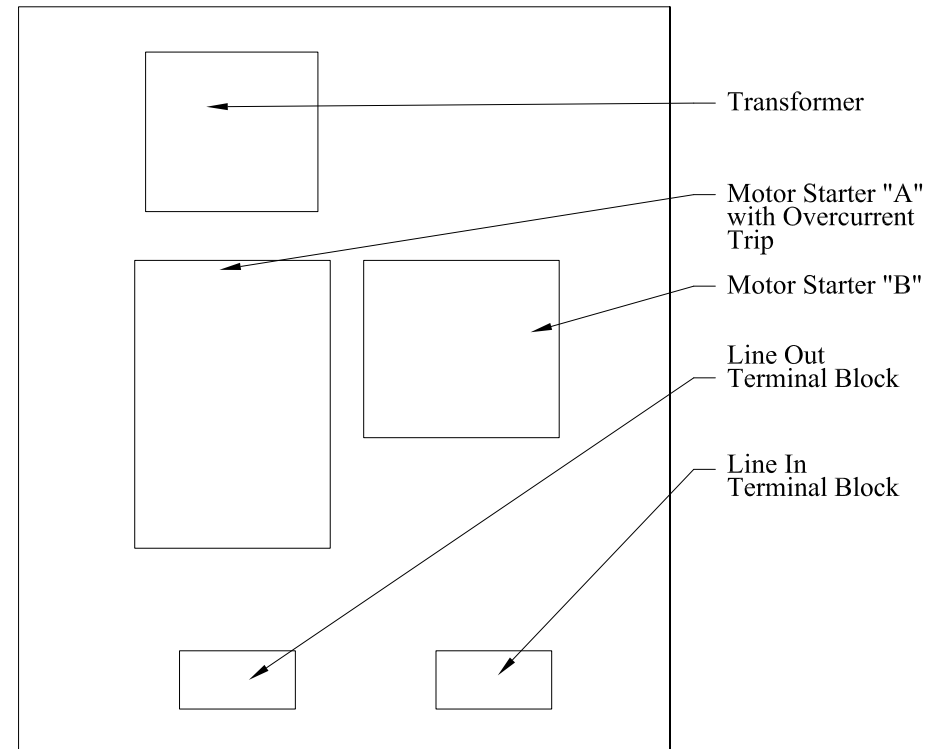 Transformer
Motor Starter "A"
with Overcurrent
Trip
Motor Starter "B"
Line Out
Terminal Block
Line In
Terminal Block